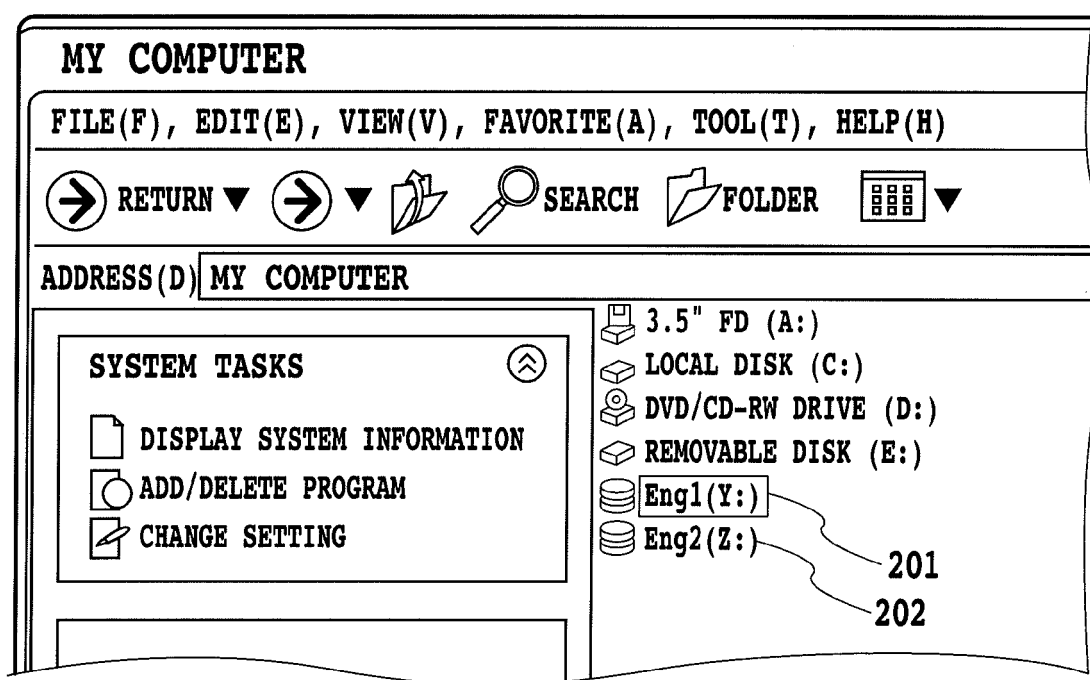 MY COMPUTER
FILE(F), EDIT(E), VIEW(V), FAVORITE(A), TOOL(T), HELP(H)
RETURN SEARCH FOLDER
ADDRESS(D) MY COMPUTER
SYSTEM TASKS
DISPLAY SYSTEM INFORMATION
ADD/DELETE PROGRAM
CHANGE SETTING
3.5" FD (A:)
LOCAL DISK (C:)
DVD/CD-RW DRIVE (D:)
REMOVABLE DISK (E:)
Eng1(Y:)
Eng2(Z:)
201
202